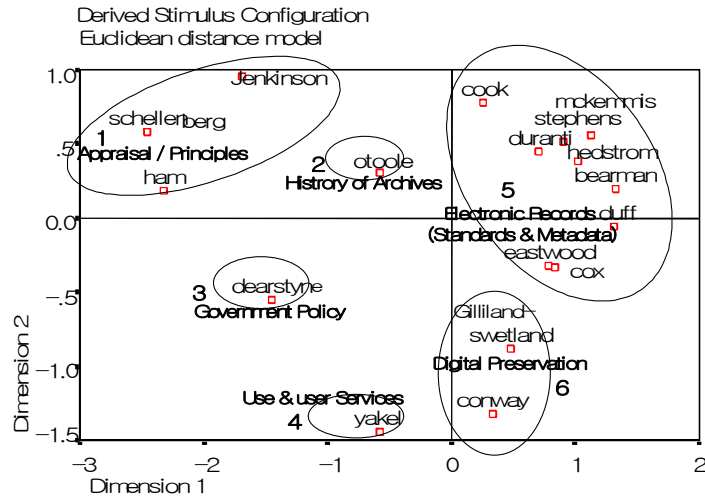 Derived Stimulus Configuration
Euclidean distance model
1.0
Jenkinson
cook
mckemmis
schellen berg
stephens
1
.5
duranti
Appraisal / Principles
2
otoole
hedstrom
ham
Histrory of Archives
5
bearman
0.0
Electronic Records
duff
(Standards & Metadata)
eastwood
cox
3
dearstyne
-.5
Government Policy
Gilliland-
swetland
Digital Preservation
-1.0
Use & user Services
6
4
yakel
conway
-1.5
Dimension 2
-3 -2 -1 0 1 2
Dimension 1